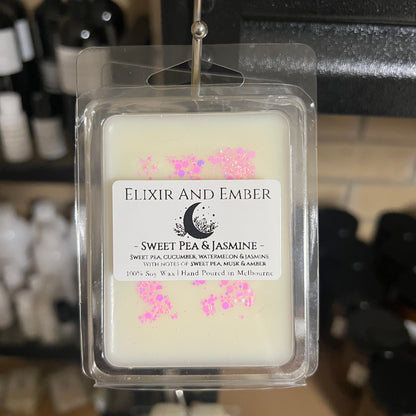 Elixir And Ember
- Sweet Pea & Jasmine -
Sweet Pea, Cucumber, Watermelon & Jasmine
with notes of Sweet Pea, Musk & Amber
100% Soy Wax | Hand Poured in Melbourne